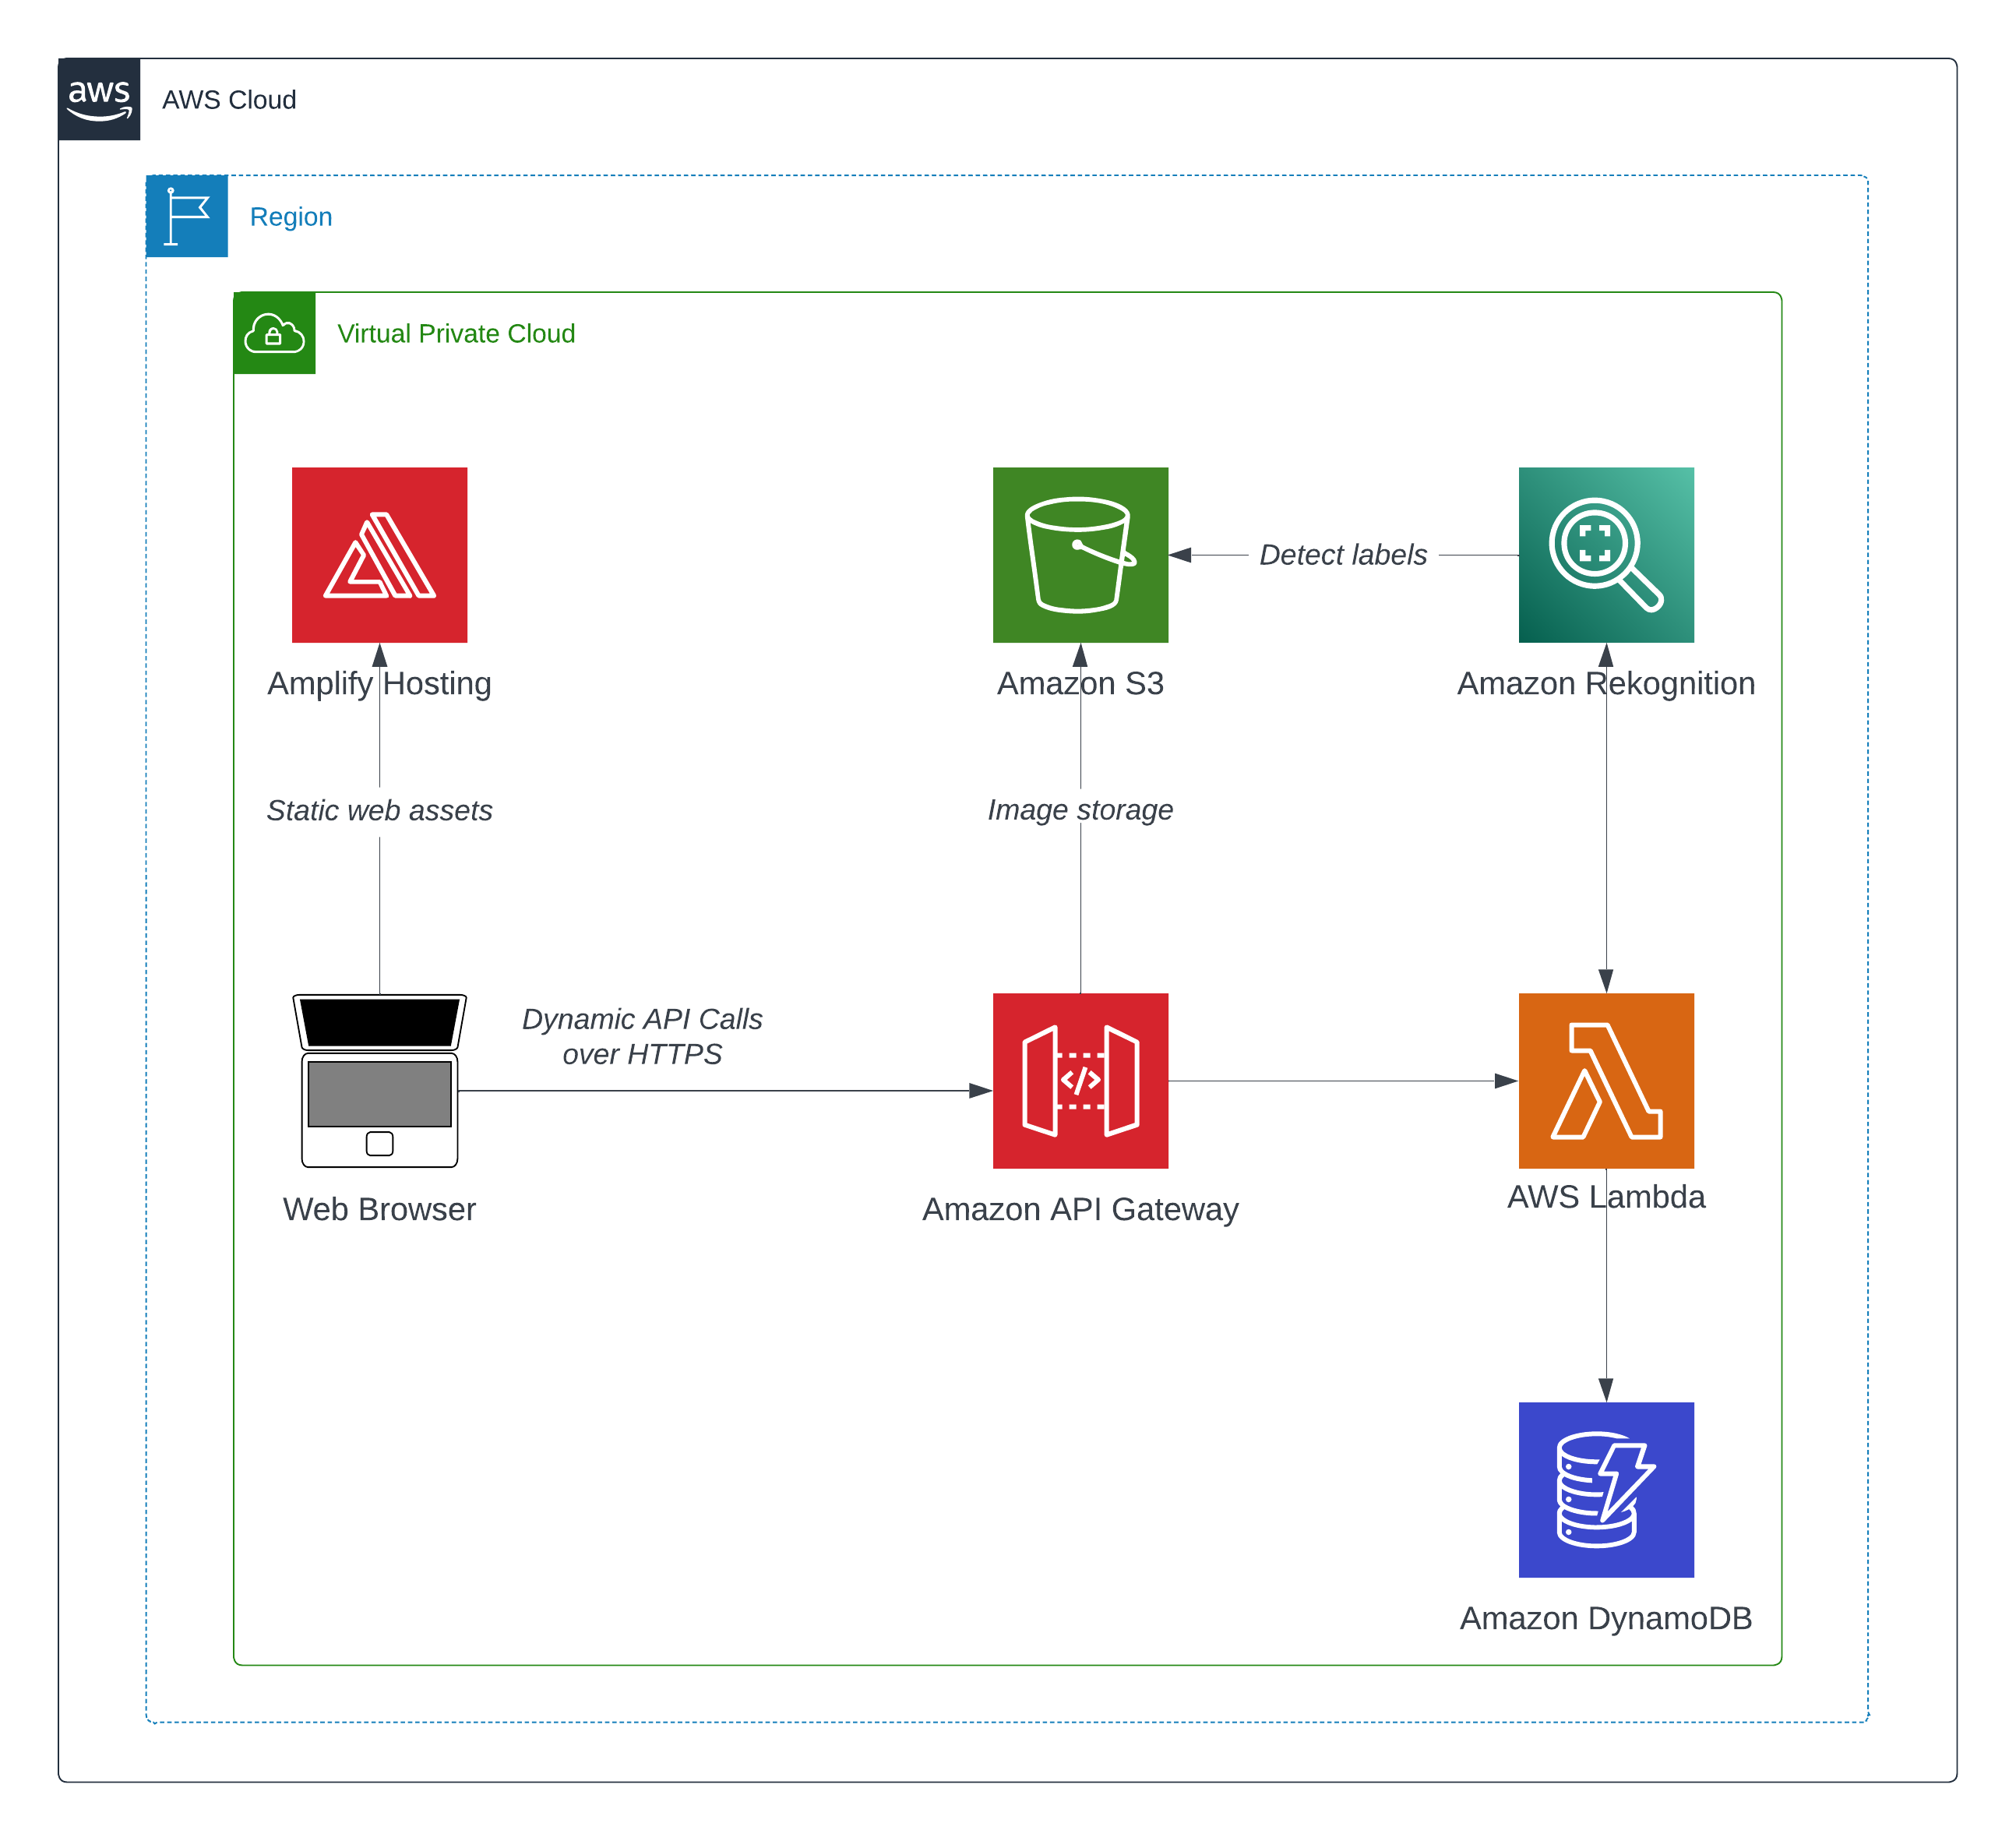 aws
AWS Cloud
Region
Virtual Private Cloud
Detect labels
Amplify Hosting
Amazon S3
Amazon Rekognition
Static web assets
Image storage
Dynamic API Calls
over HTTPS
</>
Web Browser
Amazon API Gateway
AWS Lambda
Amazon DynamoDB